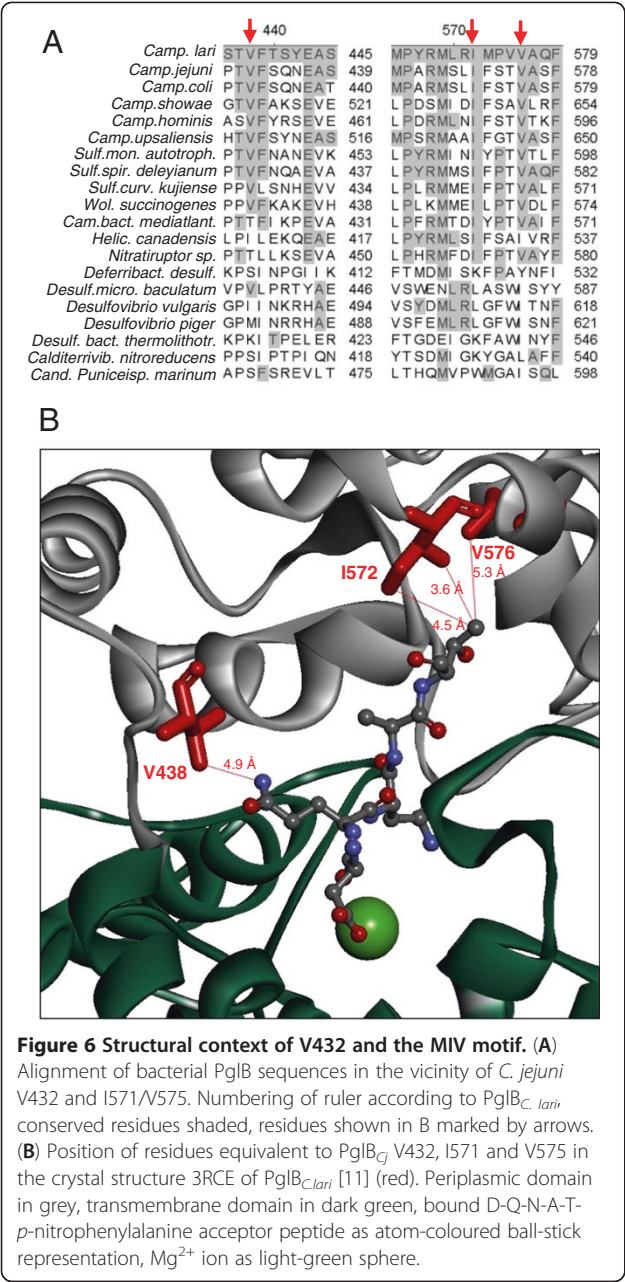 A
440 570
Camp. lari STVFTSYEAS 445 MPYRMLRIMPVVAQF 579
Camp.jejuni PTVFSQNEAS 439 MPARMSLIFSTVASF 578
Camp.coli PTVFSQNEAT 440 MPARMLSLIFSTVASF 579
Camp.showae GTVFAKSEVE 521 LPDSMIDIFSAVLRF 654
Camp.hominis ASVFYRSEVE 461 LPDRMLNIFSTVTKF 596
Camp.upsaliensis HTVFSYNEAS 516 MPSRMAAIFGTVASF 650
Sulf.mon. autotroph. PTVFNANEVK 453 LPYRMINIYPTVTLF 598
Sulf.spir. deleyianum PTVFNQAEVA 437 LPYRMMSIFPTVAQF 582
Sulf.curv. kujiense PPVLSNHEVV 434 LPLRMMEIFPTVALF 571
Wol. succinogenes PPVFKAKEVH 438 LPLKMMEILPTVDLF 574
Cam.bact. mediatlant. PTTFIKPEVA 431 LPFRMTDIYPTVAIF 571
Helic. canadensis LPILEKQEAE 417 LPYRMLSIFSAIVRF 537
Nitratiruptor sp. PTTLLKSEVA 450 LPHRMFDIFPTVAYF 580
Deferribact. desulf. KPSINPGIIK 412 FTMDMISKFPAYNFI 532
Desulf.micro. baculatum VPVLPRTYAE 446 VSWENLRLASWISYY 587
Desulfovibrio vulgaris GPIINKRHAE 494 VSYDMLRLGFWITNF 618
Desulfovibrio piger GPMINRRHAE 488 VSFEMLRLGFWISNF 621
Desulf. bact. thermolithotr. KPKITPELER 423 FTGDEIGKFAWINYF 546
Calditerrivib. nitroreducens PPSIPTPIQN 418 YTSDMIGKYGALAFF 540
Cand. Puniceisp. marinum APSFSREVLT 475 LTHQMVPWMGAISQL 598
B
V576
I572
5.3 Å
3.6 Å
4.5 Å
V438
4.9 Å
Figure 6 Structural context of V432 and the MIV motif. (A)
Alignment of bacterial PglB sequences in the vicinity of C. jejuni
V432 and I571/V575. Numbering of ruler according to PglBC. lari,
conserved residues shaded, residues shown in B marked by arrows.
(B) Position of residues equivalent to PglBCj V432, I571 and V575 in
the crystal structure 3RCE of PglBC.lari [11] (red). Periplasmic domain
in grey, transmembrane domain in dark green, bound D-Q-N-A-T-
p-nitrophenylalanine acceptor peptide as atom-coloured ball-stick
representation, Mg2+ ion as light-green sphere.